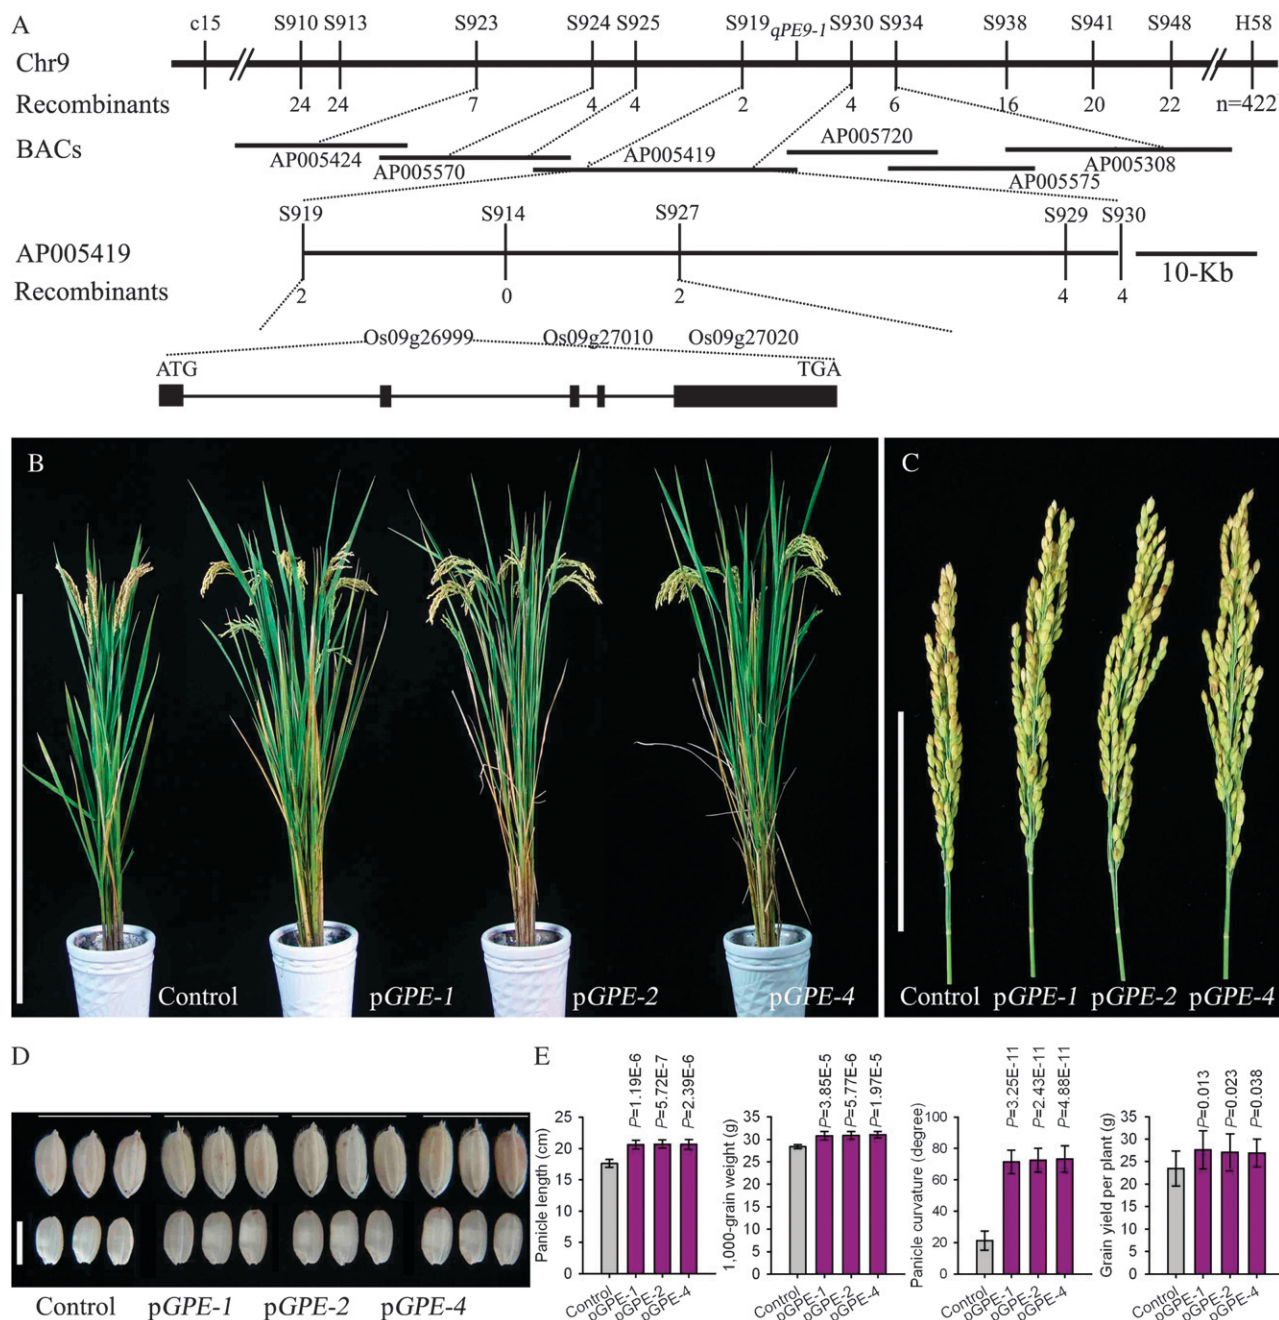 A
c15 S910 S913 S923 S924 S925 S919 qPE9-1 S930 S934 S938 S941 S948 H58
Chr9
Recombinants 24 24 7 4 4 2 4 6 16 20 22 n=422
BACs
AP005424 AP005570 AP005419 AP005720 AP005575 AP005308
S919 S914 S927 S929 S930
AP005419
10-Kb
Recombinants 2 0 2 4 4
Os09g26999 Os09g27010 Os09g27020
ATG TGA
B
Control pGPE-1 pGPE-2 pGPE-4
C
Control pGPE-1 pGPE-2 pGPE-4
D
Control pGPE-1 pGPE-2 pGPE-4
E
Panicle length (cm)
25
20
15
10
5
0
P=1.19E-6
P=5.72E-7
P=2.39E-6
Control
pGPE-1
pGPE-2
pGPE-4
1,000-grain weight (g)
35
30
25
20
15
10
5
0
P=3.85E-5
P=5.77E-6
P=1.97E-5
Control
pGPE-1
pGPE-2
pGPE-4
Panicle curvature (degree)
100
80
60
40
20
0
P=3.25E-11
P=2.43E-11
P=4.88E-11
Control
pGPE-1
pGPE-2
pGPE-4
Grain yield per plant (g)
35
30
25
20
15
10
5
0
P=0.013
P=0.023
P=0.038
Control
pGPE-1
pGPE-2
pGPE-4